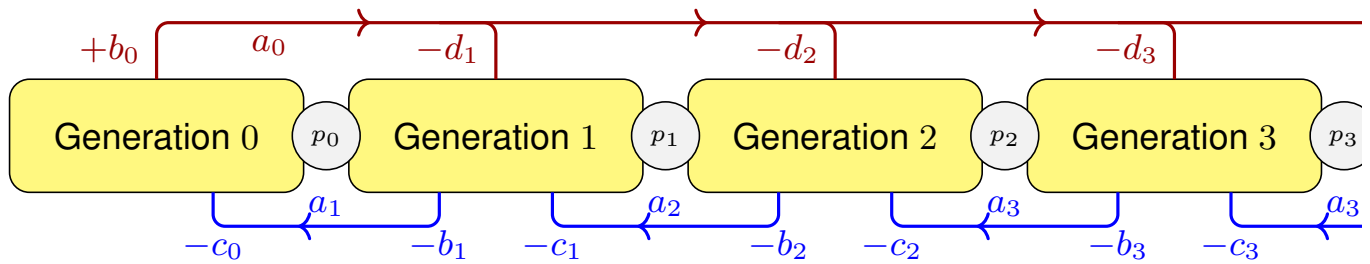 +b₀ a₀ −d₁ −d₂ −d₃
Generation 0 p₀ Generation 1 p₁ Generation 2 p₂ Generation 3 p₃
a₁ a₂ a₃ a₃
−c₀ −b₁ −c₁ −b₂ −c₂ −b₃ −c₃